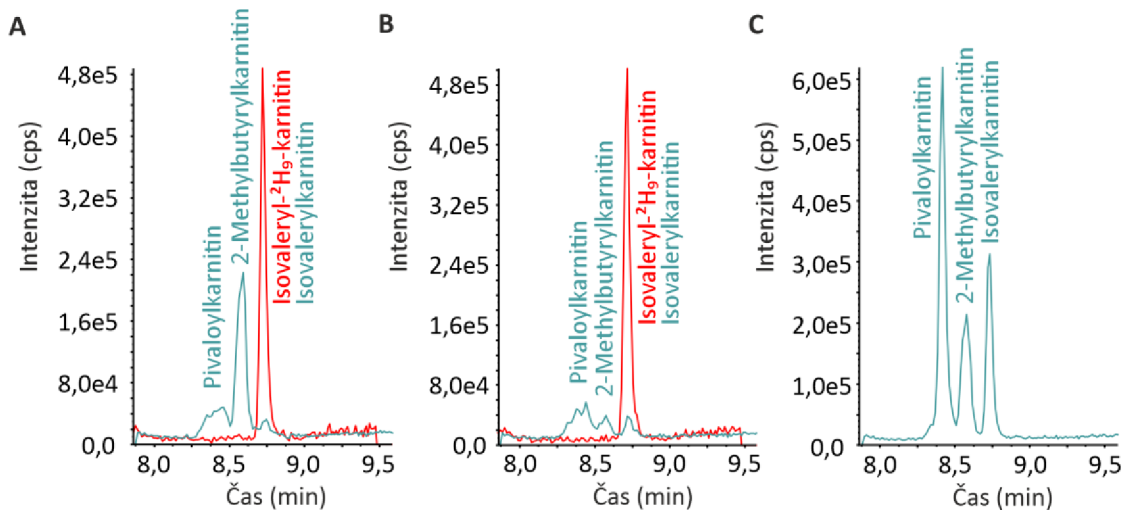 A
Intenzita (cps)
4,8e5
4,0e5
3,2e5
2,4e5
1,6e5
8,0e4
0,0
Pivaloylkarnitin
2-Methylbutyrylkarnitin
Isovaleryl-²H₉-karnitin
Isovalerylkarnitin
8,0 8,5 9,0 9,5
Čas (min)
B
Intenzita (cps)
4,8e5
4,0e5
3,2e5
2,4e5
1,6e5
8,0e4
0,0
Pivaloylkarnitin
2-Methylbutyrylkarnitin
Isovaleryl-²H₉-karnitin
Isovalerylkarnitin
8,0 8,5 9,0 9,5
Čas (min)
C
Intenzita (cps)
6,0e5
5,0e5
4,0e5
3,0e5
2,0e5
1,0e5
0,0
Pivaloylkarnitin
2-Methylbutyrylkarnitin
Isovalerylkarnitin
8,0 8,5 9,0 9,5
Čas (min)